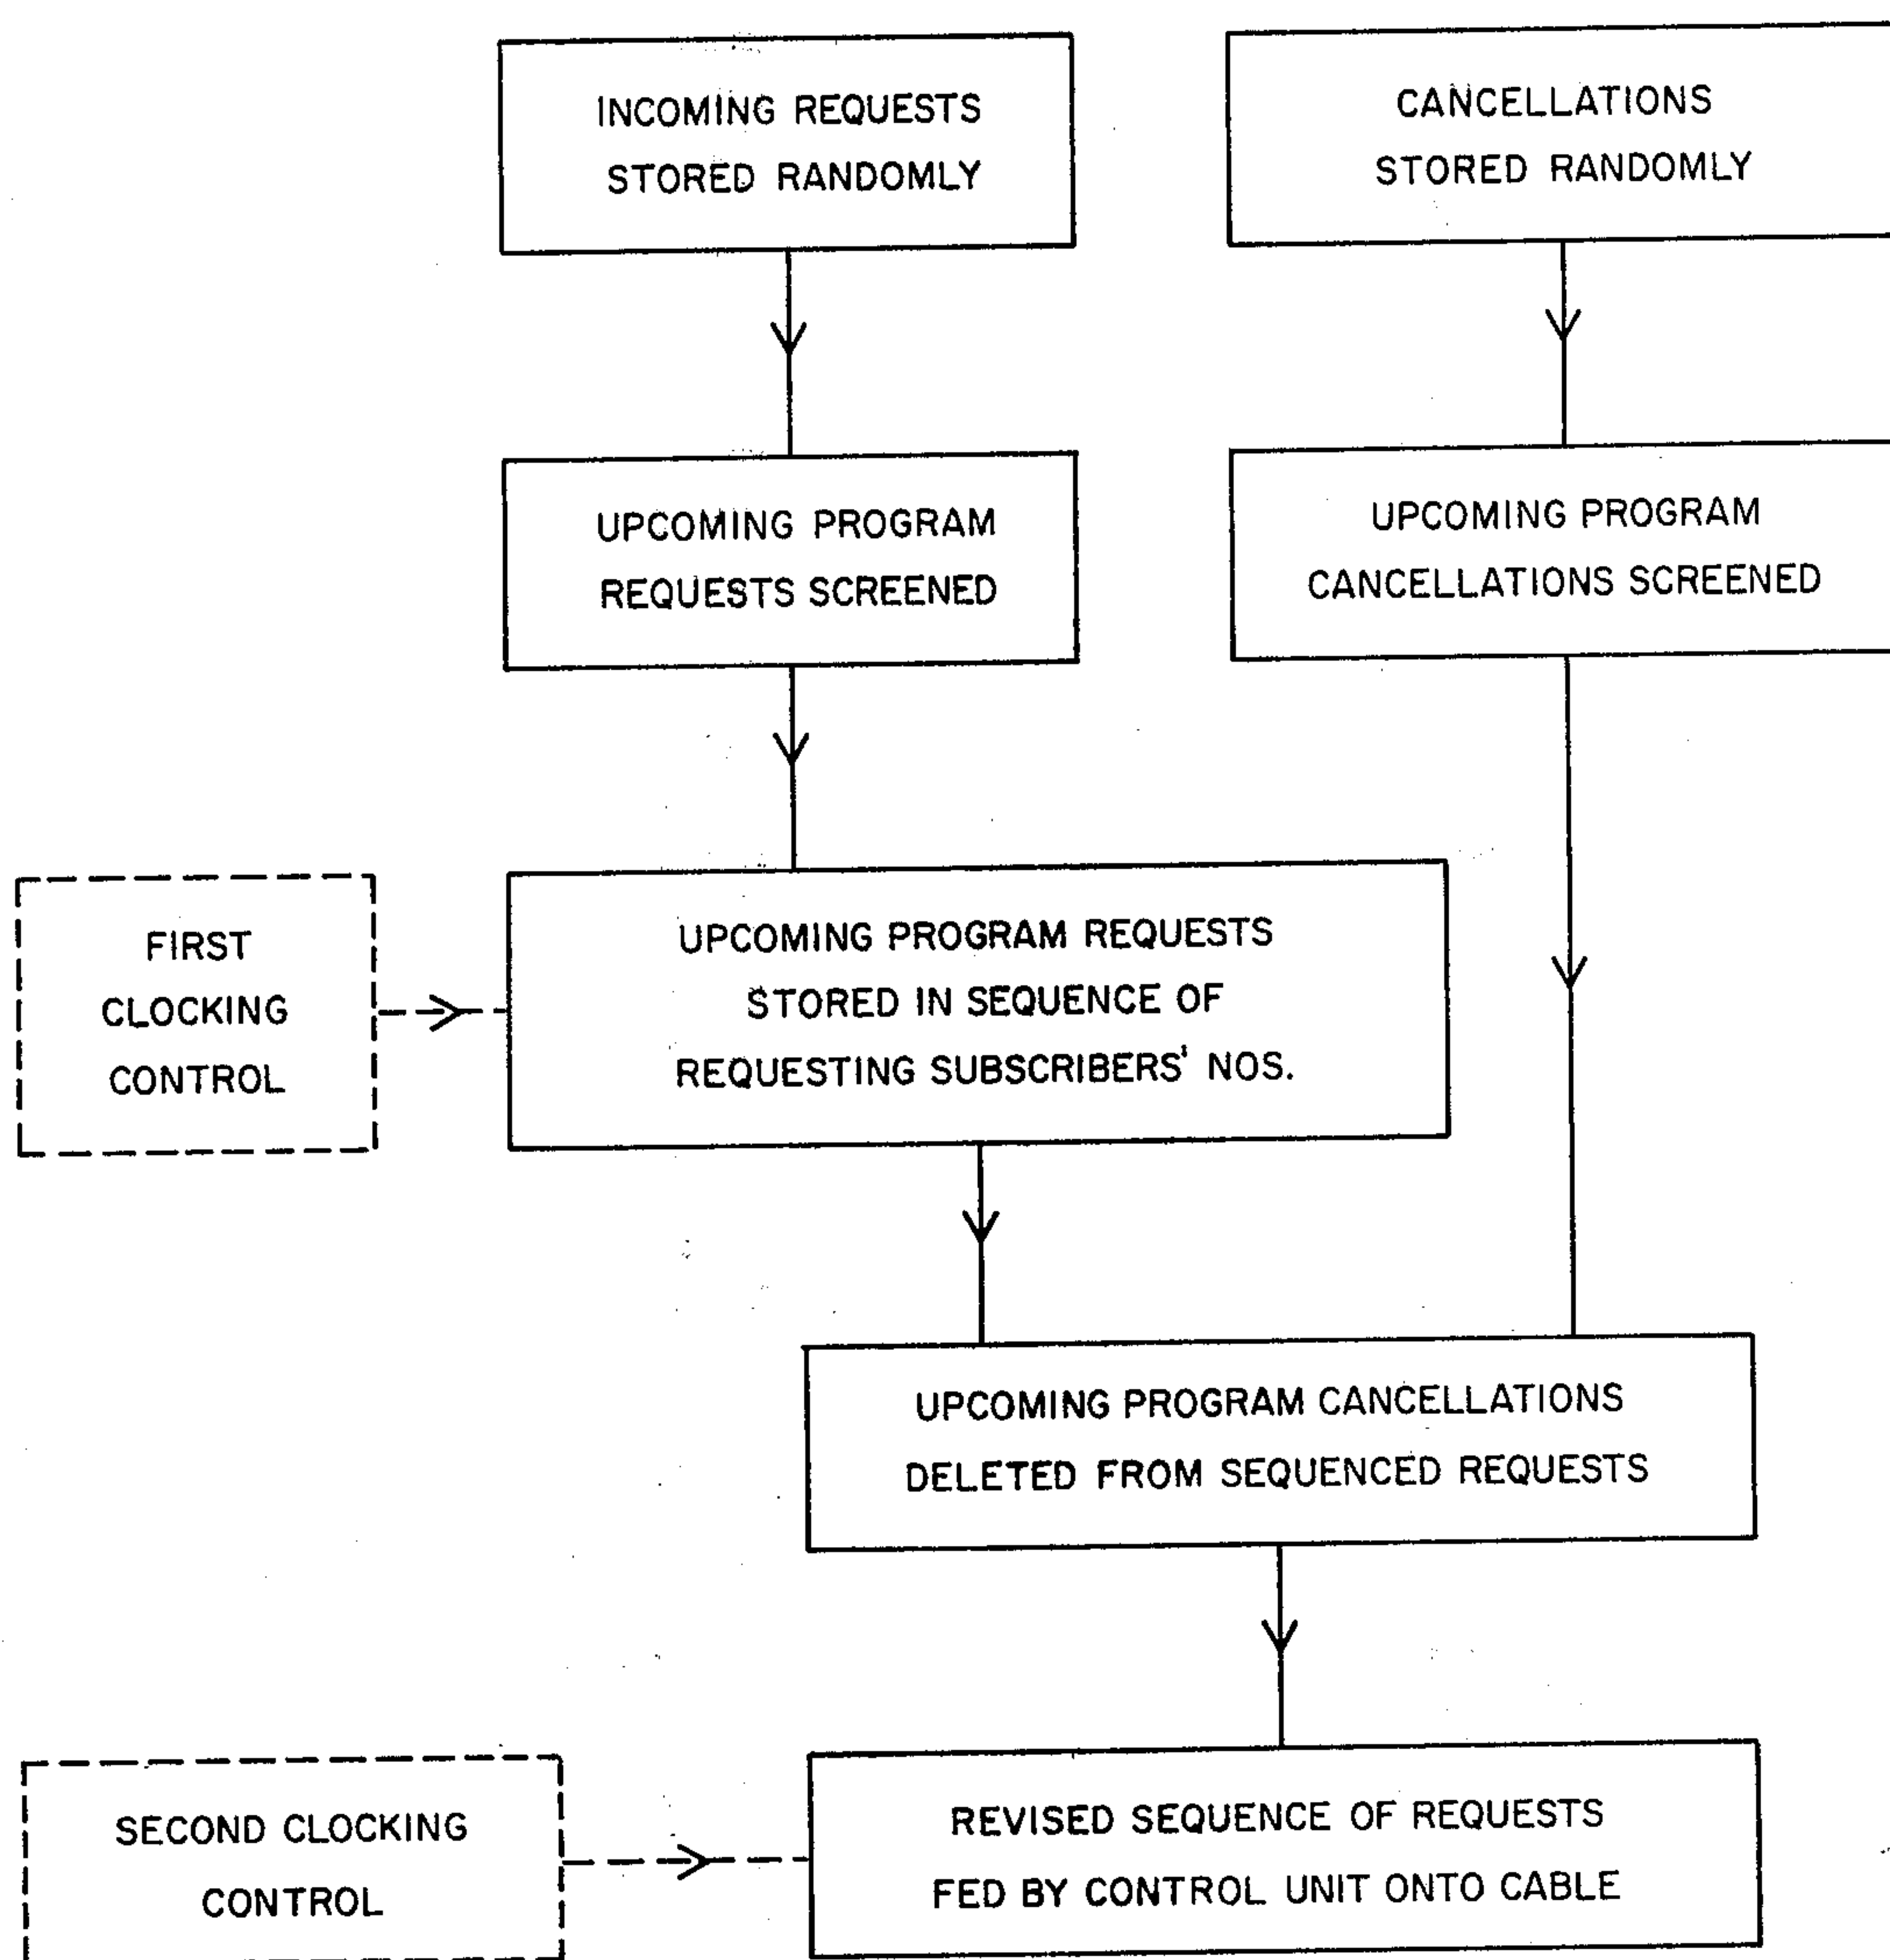 INCOMING REQUESTS
STORED RANDOMLY
CANCELLATIONS
STORED RANDOMLY
UPCOMING PROGRAM
REQUESTS SCREENED
UPCOMING PROGRAM
CANCELLATIONS SCREENED
FIRST
CLOCKING
CONTROL
UPCOMING PROGRAM REQUESTS
STORED IN SEQUENCE OF
REQUESTING SUBSCRIBERS' NOS.
UPCOMING PROGRAM CANCELLATIONS
DELETED FROM SEQUENCED REQUESTS
SECOND CLOCKING
CONTROL
REVISED SEQUENCE OF REQUESTS
FED BY CONTROL UNIT ONTO CABLE